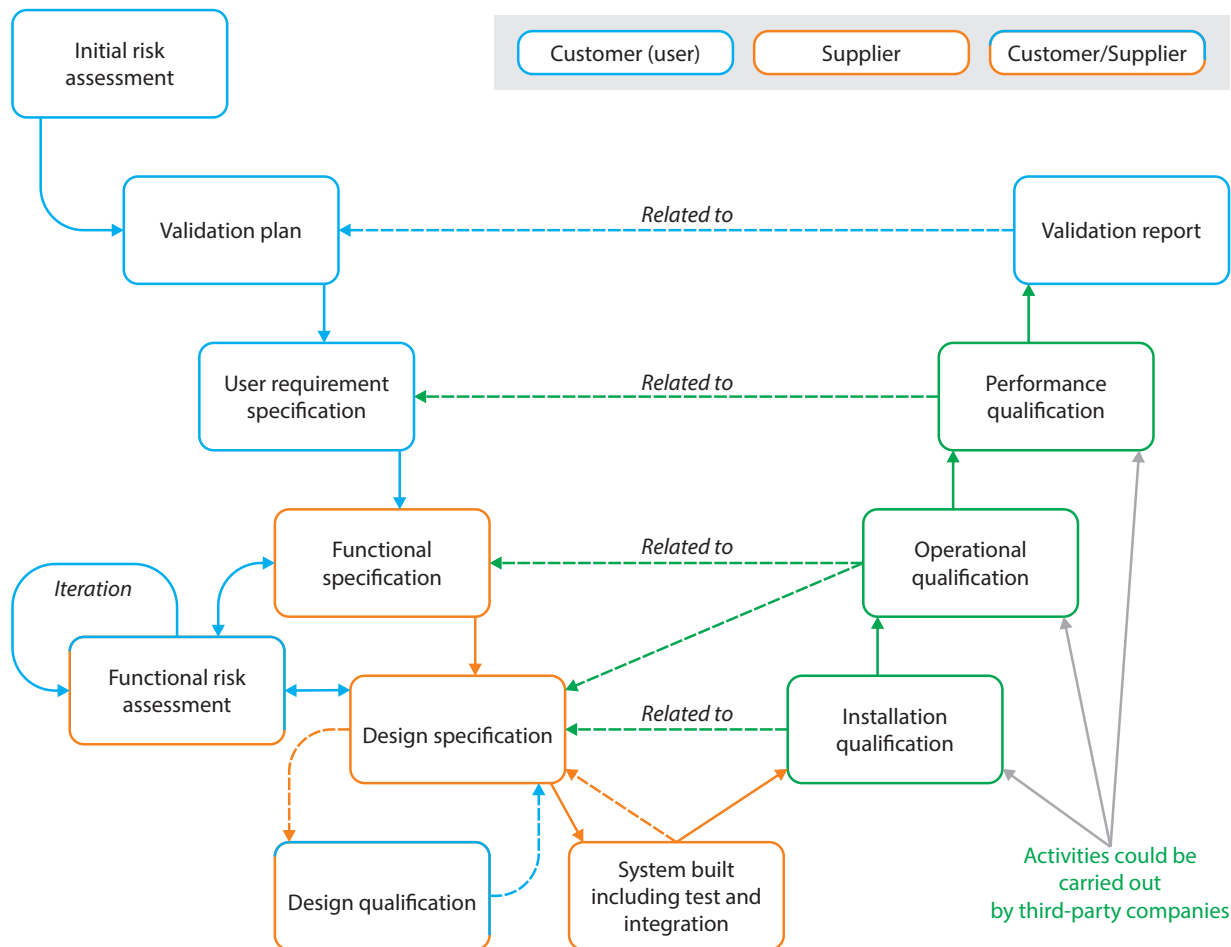 Initial risk
assessment
Customer (user)
Supplier
Customer/Supplier
Validation plan
Related to
Validation report
User requirement
specification
Related to
Performance
qualification
Functional
specification
Related to
Operational
qualification
Iteration
Functional risk
assessment
Design specification
Related to
Installation
qualification
Design qualification
System built
including test and
integration
Activities could be
carried out
by third-party companies